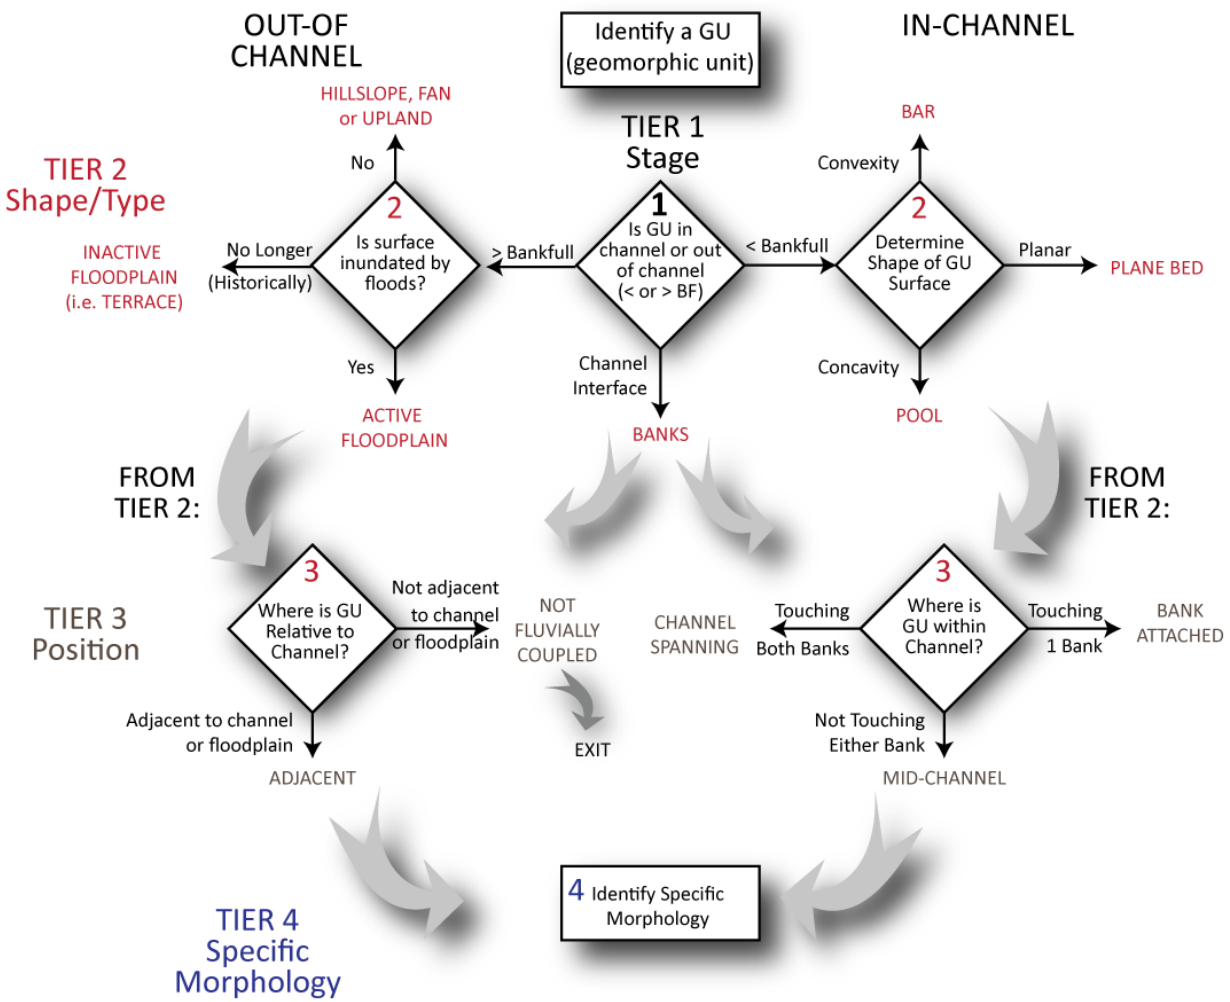 OUT-OF
CHANNEL
Identify a GU
(geomorphic unit)
IN-CHANNEL
HILLSLOPE, FAN
or UPLAND
TIER 1
Stage
BAR
No
Convexity
TIER 2
Shape/Type
2
Is surface
inundated by
floods?
1
Is GU in
channel or out
of channel
(< or > BF)
2
Determine
Shape of GU
Surface
No Longer
(Historically)
> Bankfull
< Bankfull
Planar
INACTIVE
FLOODPLAIN
(i.e. TERRACE)
PLANE BED
Yes
Channel
Interface
Concavity
ACTIVE
FLOODPLAIN
BANKS
POOL
FROM
TIER 2:
FROM
TIER 2:
TIER 3
Position
3
Where is GU
Relative to
Channel?
Not adjacent
to channel
or floodplain
NOT
FLUVIALLY
COUPLED
CHANNEL
SPANNING
Touching
Both Banks
3
Where is
GU within
Channel?
Touching
1 Bank
BANK
ATTACHED
Adjacent to channel
or floodplain
EXIT
Not Touching
Either Bank
ADJACENT
MID-CHANNEL
4 Identify Specific
Morphology
TIER 4
Specific
Morphology